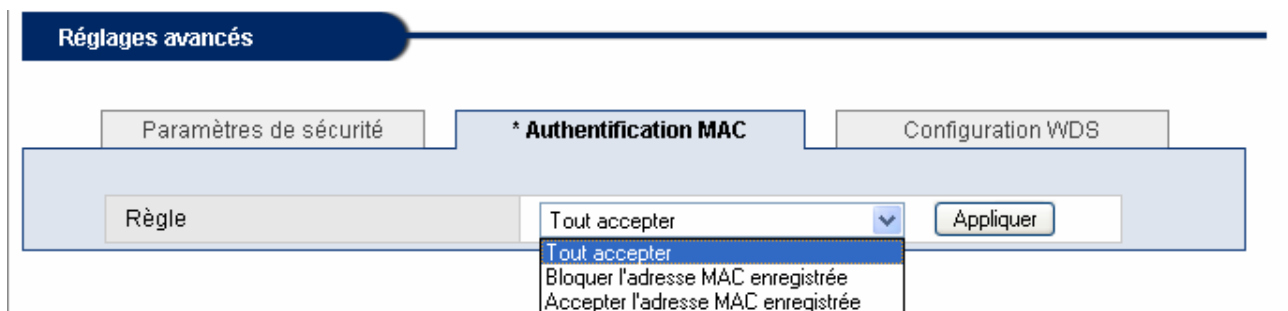 Réglages avancés
Paramètres de sécurité
* Authentification MAC
Configuration WDS
Règle
Tout accepter
Appliquer
Tout accepter
Bloquer l'adresse MAC enregistrée
Accepter l'adresse MAC enregistrée